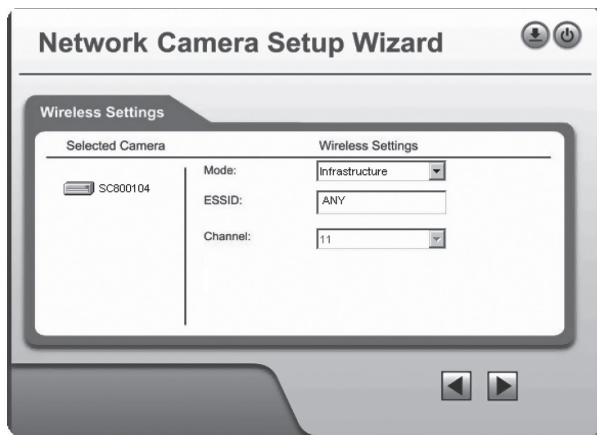 Network Camera Setup Wizard
Wireless Settings
Selected Camera
Wireless Settings
SC800104
Mode:
Infrastructure
ESSID:
ANY
Channel:
11